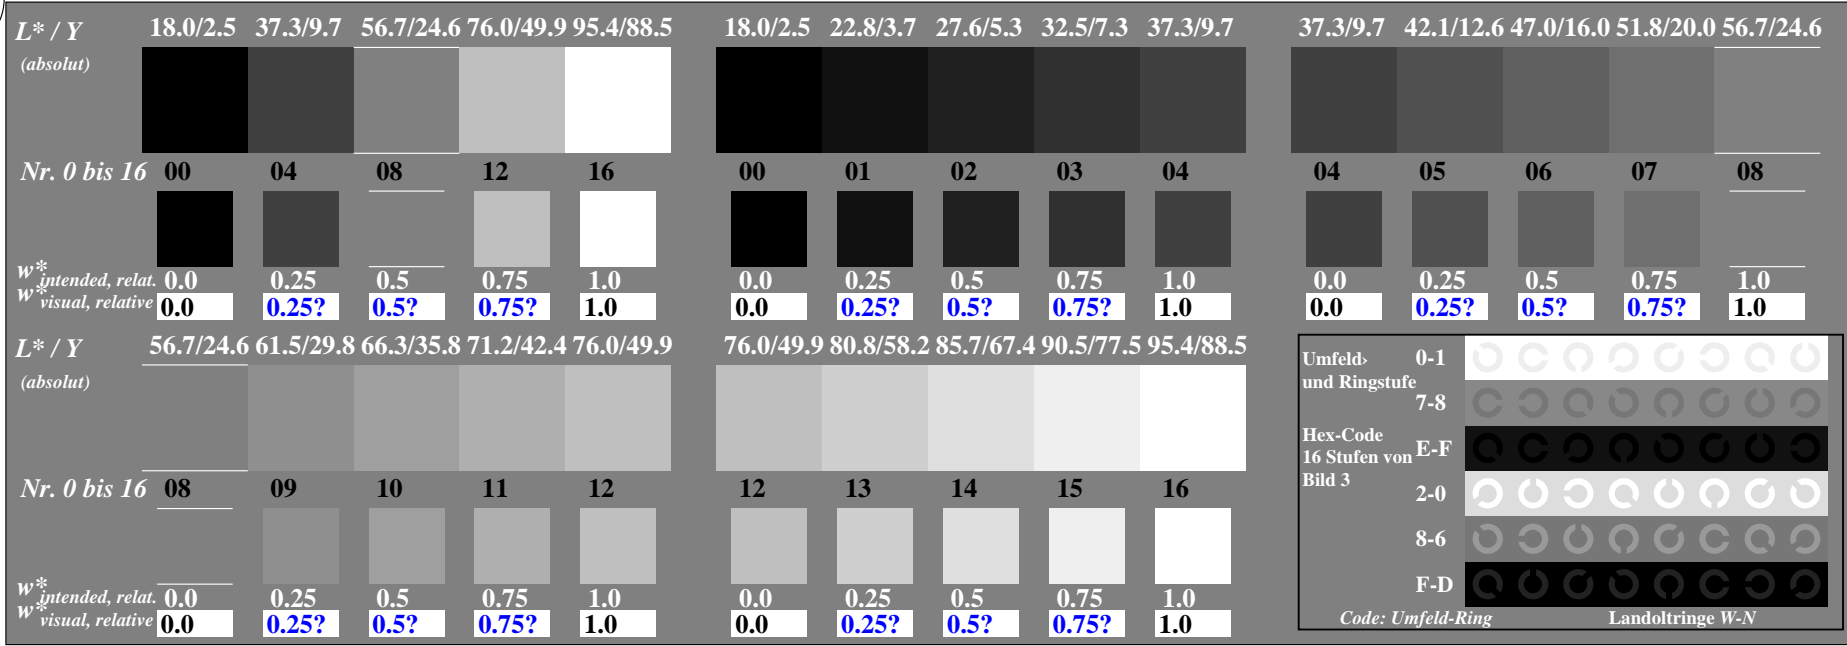 L* / Y 18.0/2.5 37.3/9.7 56.7/24.6 76.0/49.9 95.4/88.5 18.0/2.5 22.8/3.7 27.6/5.3 32.5/7.3 37.3/9.7 37.3/9.7 42.1/12.6 47.0/16.0 51.8/20.0 56.7/24.6
(absolut)
Nr. 0 bis 16 00 04 08 12 16 00 01 02 03 04 04 05 06 07 08
w*intended, relat. 0.0 0.25 0.5 0.75 1.0 0.0 0.25 0.5 0.75 1.0 0.0 0.25 0.5 0.75 1.0
w*visual, relative 0.0 0.25? 0.5? 0.75? 1.0 0.0 0.25? 0.5? 0.75? 1.0 0.0 0.25? 0.5? 0.75? 1.0
L* / Y 56.7/24.6 61.5/29.8 66.3/35.8 71.2/42.4 76.0/49.9 76.0/49.9 80.8/58.2 85.7/67.4 90.5/77.5 95.4/88.5
(absolut)
Nr. 0 bis 16 08 09 10 11 12 12 13 14 15 16
w*intended, relat. 0.0 0.25 0.5 0.75 1.0 0.0 0.25 0.5 0.75 1.0
w*visual, relative 0.0 0.25? 0.5? 0.75? 1.0 0.0 0.25? 0.5? 0.75? 1.0
Umfeld› 0-1
und Ringstufe
7-8
Hex-Code
E-F
16 Stufen von
Bild 3
2-0
8-6
F-D
Code: Umfeld-Ring Landoltringe W-N